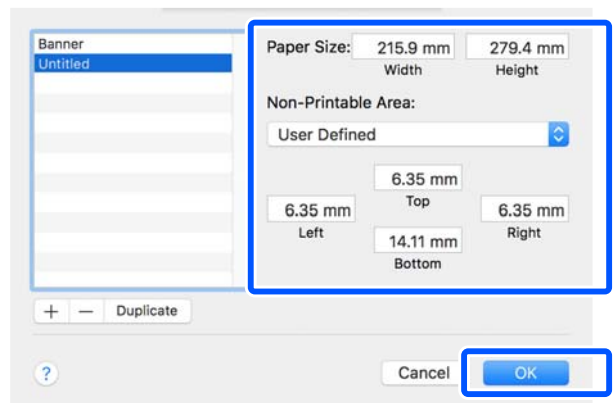 Banner
Untitled
Paper Size: 215.9 mm 279.4 mm
Width Height
Non-Printable Area:
User Defined
6.35 mm
Top
6.35 mm 6.35 mm
Left Right
14.11 mm
Bottom
+ − Duplicate
? Cancel OK